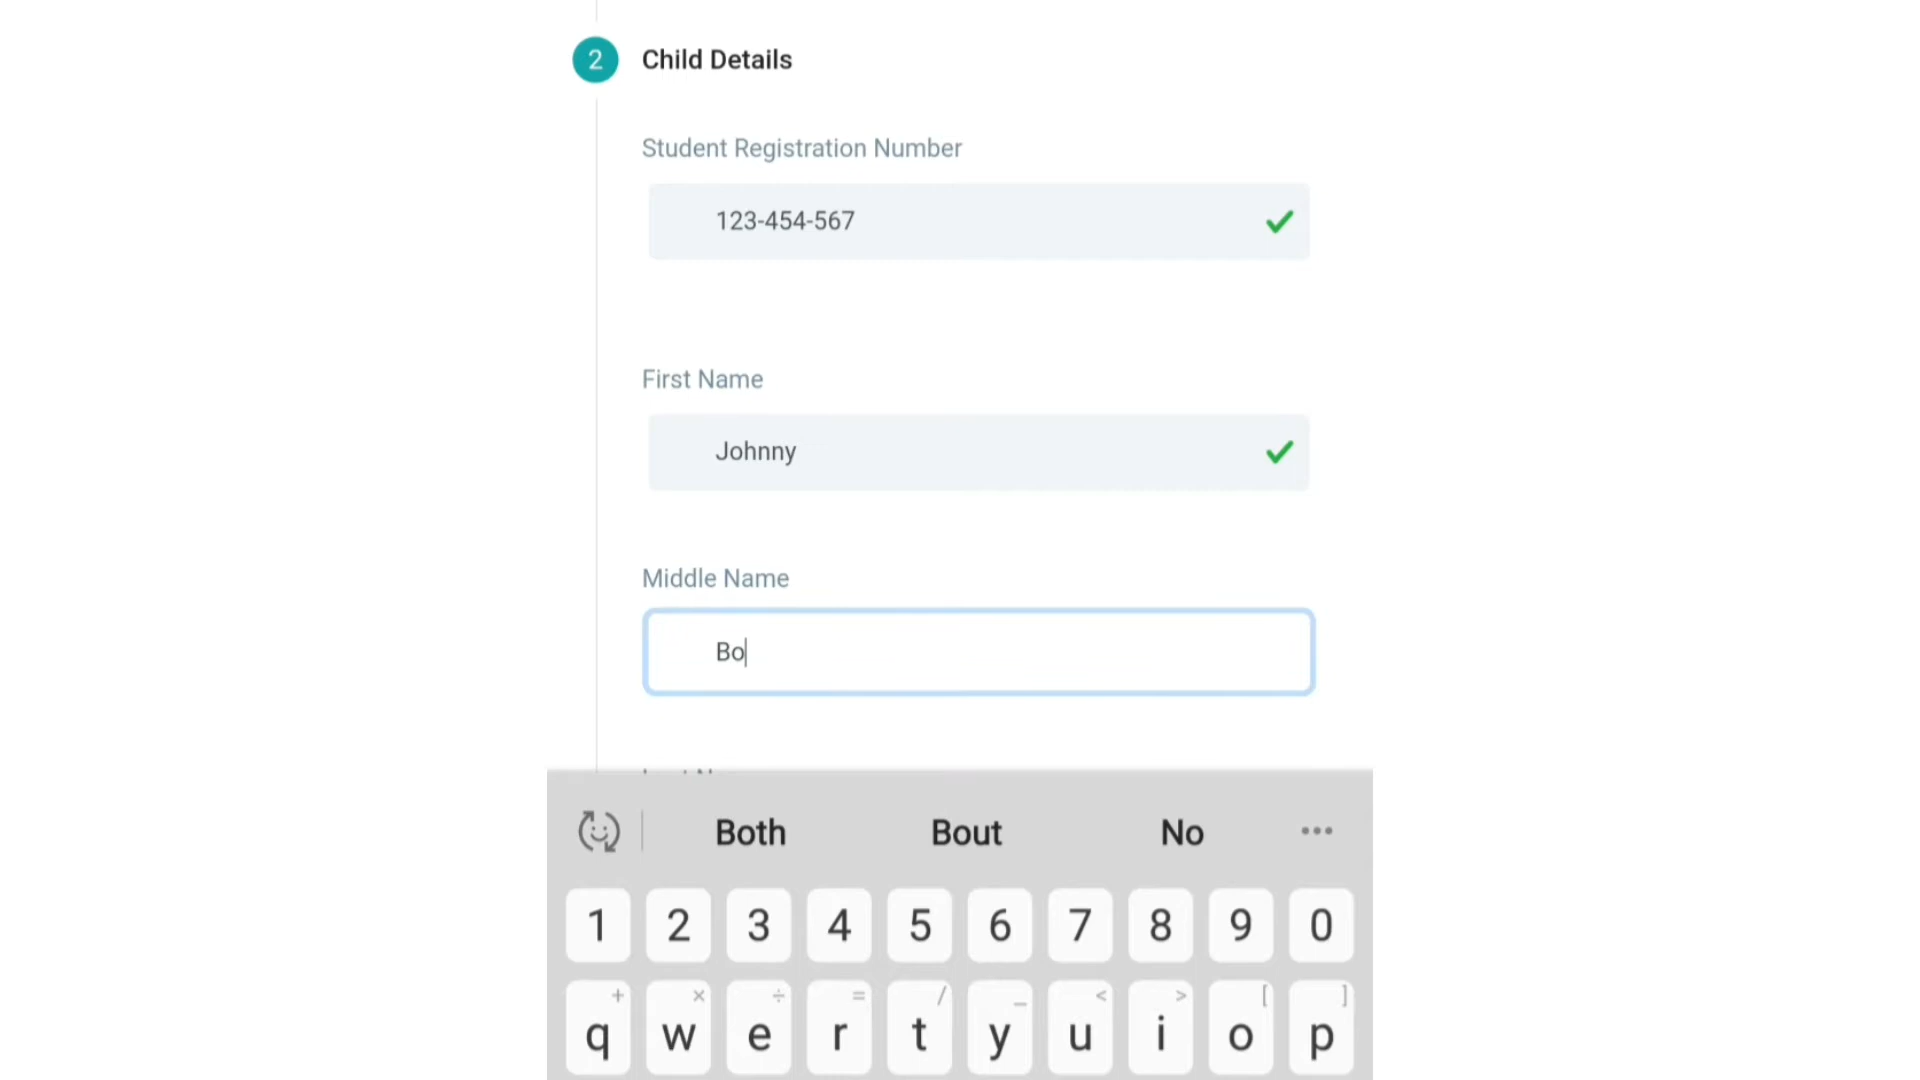 2 Child Details
Student Registration Number
123-454-567
First Name
Johnny
Middle Name
Bo
Both Bout No
1 2 3 4 5 6 7 8 9 0
+ × ÷ = / _ < > [ ]
q w e r t y u i o p